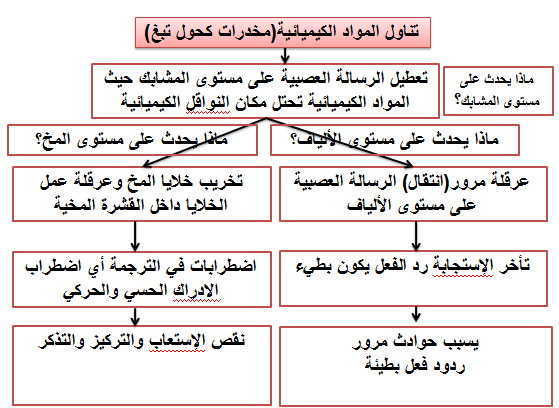 تناول المواد الكيميائية(مخدرات كحول تبغ)
ماذا يحدث على
مستوى المشابك؟
تعطيل الرسالة العصبية على مستوى المشابك حيث
المواد الكيميائية تحتل مكان النواقل الكيميائية
ماذا يحدث على مستوى الألياف؟
ماذا يحدث على مستوى المخ؟
عرقلة مرور(انتقال) الرسالة العصبية
على مستوى الألياف
تخريب خلايا المخ وعرقلة عمل
الخلايا داخل القشرة المخية
تأخر الإستجابة رد الفعل يكون بطيء
اضطرابات في الترجمة أي اضطراب
الادراك الحسي والحركي
يسبب حوادث مرور
ردود فعل بطيئة
نقص الإستعاب والتركيز والتذكر